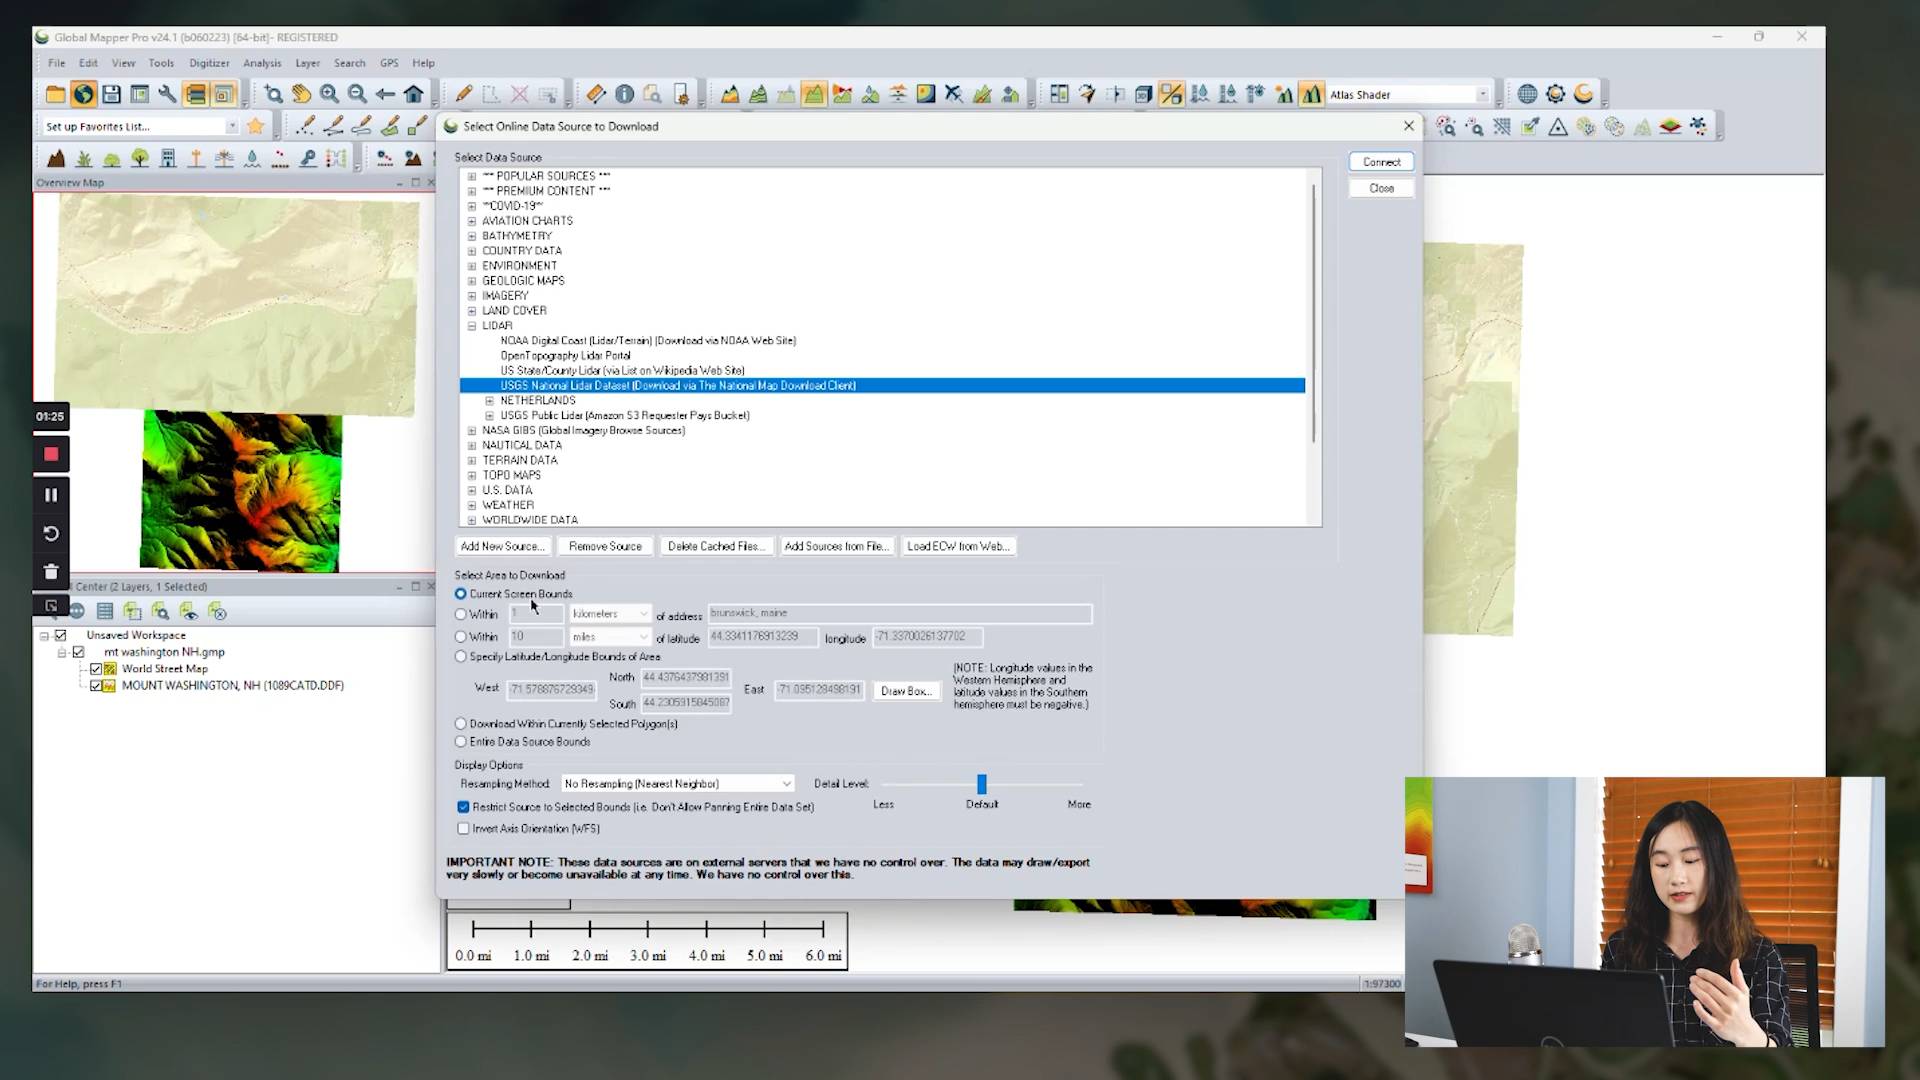 Global Mapper Pro v24.1 (b060223) [64-bit]- REGISTERED
File Edit View Tools Digitizer Analysis Layer Search GPS Help
Atlas Shader
Set up Favorites List...
Select Online Data Source to Download
Overview Map
Select Data Source
*** POPULAR SOURCES ***
*** PREMIUM CONTENT ***
**COVID-19**
AVIATION CHARTS
BATHYMETRY
COUNTRY DATA
ENVIRONMENT
GEOLOGIC MAPS
IMAGERY
LAND COVER
LIDAR
NOAA Digital Coast (Lidar/Terrain) (Download via NOAA Web Site)
OpenTopography Lidar Portal
US State/County Lidar (via List on Wikipedia Web Site)
USGS National Lidar Dataset (Download via The National Map Download Client)
NETHERLANDS
USGS Public Lidar (Amazon S3 Requester Pays Bucket)
NASA GIBS (Global Imagery Browse Sources)
NAUTICAL DATA
TERRAIN DATA
TOPO MAPS
U.S. DATA
WEATHER
WORLDWIDE DATA
Connect
Close
Add New Source... Remove Source Delete Cached Files... Add Sources from File... Load ECW from Web...
Select Area to Download
Current Screen Bounds
Within 1 kilometers of address brunswick, maine
Within 10 miles of latitude 44.3341176913239 longitude -71.3370026137702
Specify Latitude/Longitude Bounds of Area
North 44.4376437981391
West -71.578876729349 East -71.095128498191 Draw Box...
South 44.2305915845087
(NOTE: Longitude values in the
Western Hemisphere and
latitude values in the Southern
hemisphere must be negative.)
Download Within Currently Selected Polygon(s)
Entire Data Source Bounds
Display Options
Resampling Method: No Resampling (Nearest Neighbor) Detail Level:
Less Default More
Restrict Source to Selected Bounds (i.e. Don't Allow Panning Entire Data Set)
Invert Axis Orientation (WFS)
IMPORTANT NOTE: These data sources are on external servers that we have no control over. The data may draw/export
very slowly or become unavailable at any time. We have no control over this.
01:25
Center (2 Layers, 1 Selected)
Unsaved Workspace
mt washington NH.gmp
World Street Map
MOUNT WASHINGTON, NH (1089CATD.DDF)
0.0 mi 1.0 mi 2.0 mi 3.0 mi 4.0 mi 5.0 mi 6.0 mi
For Help, press F1
1:97300